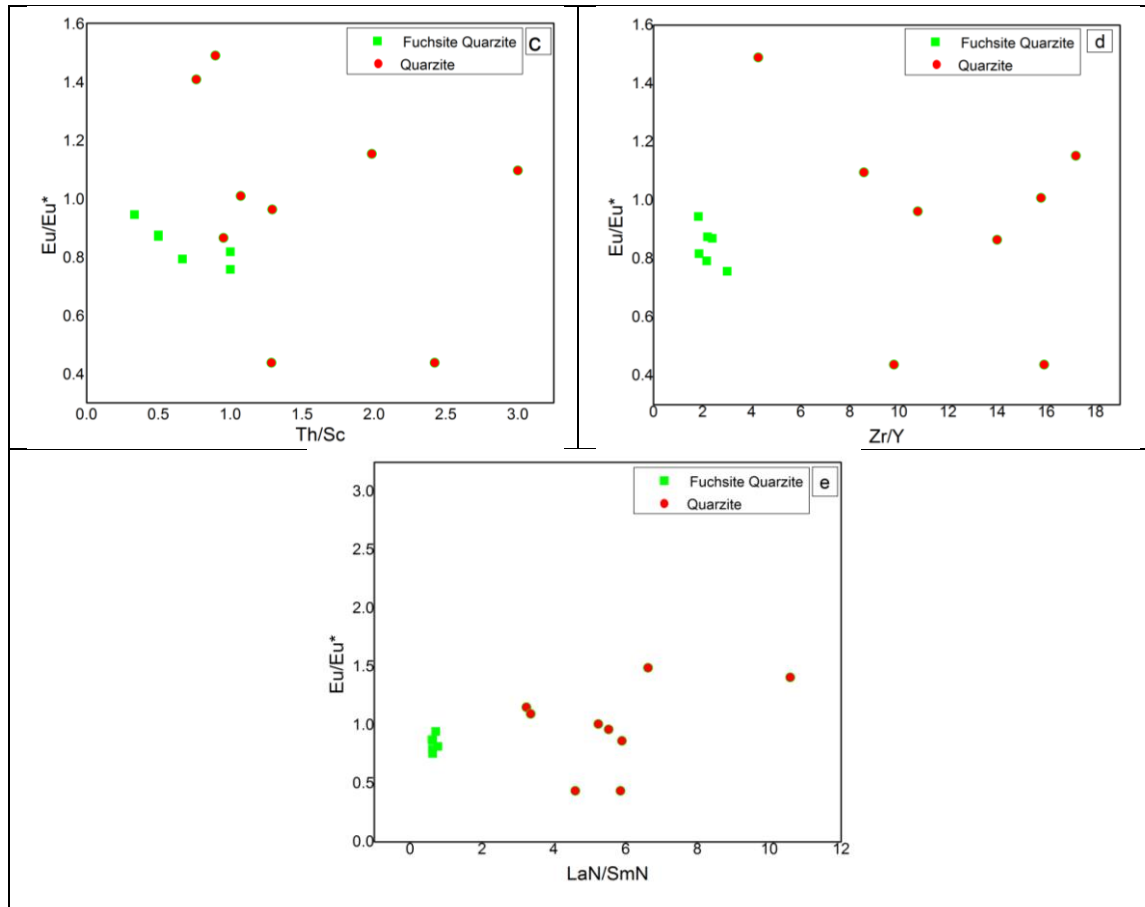 c
Fuchsite Quarzite
Quarzite
1.6
1.4
1.2
1.0
0.8
0.6
0.4
Eu/Eu*
0.0 0.5 1.0 1.5 2.0 2.5 3.0
Th/Sc
d
Fuchsite Quarzite
Quarzite
1.6
1.4
1.2
1.0
0.8
0.6
0.4
Eu/Eu*
0 2 4 6 8 10 12 14 16 18
Zr/Y
e
Fuchsite Quarzite
Quarzite
3.0
2.5
2.0
1.5
1.0
0.5
0.0
Eu/Eu*
0 2 4 6 8 10 12
LaN/SmN